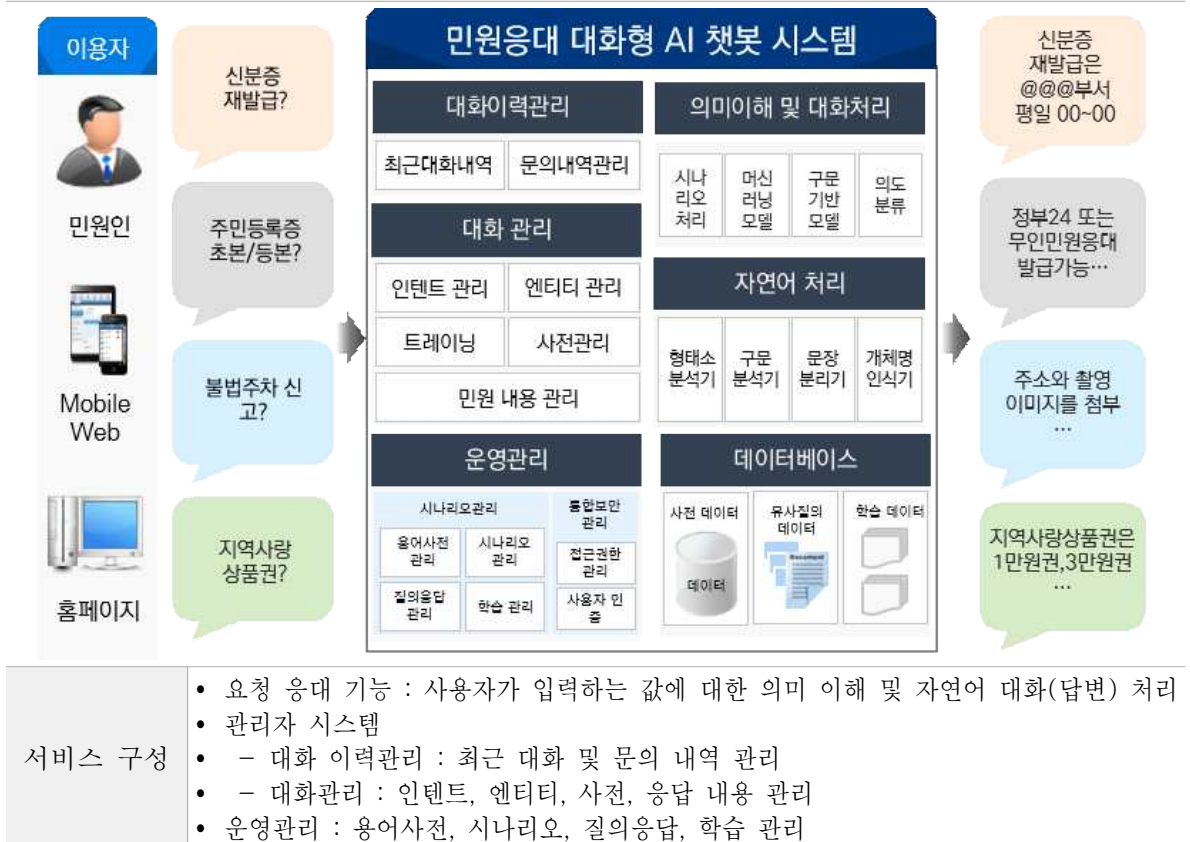 이용자
민원인
Mobile
Web
홈페이지
신분증
재발급?
주민등록증
초본/등본?
불법주차 신
고?
지역사랑
상품권?
민원응대 대화형 AI 챗봇 시스템
대화이력관리
최근대화내역
문의내역관리
대화 관리
인텐트 관리
엔티티 관리
트레이닝
사전관리
민원 내용 관리
운영관리
시나리오관리
용어사전
관리
시나리오
관리
질의응답
관리
학습 관리
통합보안
관리
접근권한
관리
사용자 인
증
의미이해 및 대화처리
시나
리오
처리
머신
러닝
모델
구문
기반
모델
의도
분류
자연어 처리
형태소
분석기
구문
분석기
문장
분리기
개체명
인식기
데이터베이스
사전 데이터
데이터
유사질의
데이터
Document
학습 데이터
신분증
재발급은
@@@부서
평일 00~00
정부24 또는
무인민원응대
발급가능…
주소와 촬영
이미지를 첨부
…
지역사랑상품권은
1만원권,3만원권
…
서비스 구성
• 요청 응대 기능 : 사용자가 입력하는 값에 대한 의미 이해 및 자연어 대화(답변) 처리
• 관리자 시스템
• － 대화 이력관리 : 최근 대화 및 문의 내역 관리
• － 대화관리 : 인텐트, 엔티티, 사전, 응답 내용 관리
• 운영관리 : 용어사전, 시나리오, 질의응답, 학습 관리